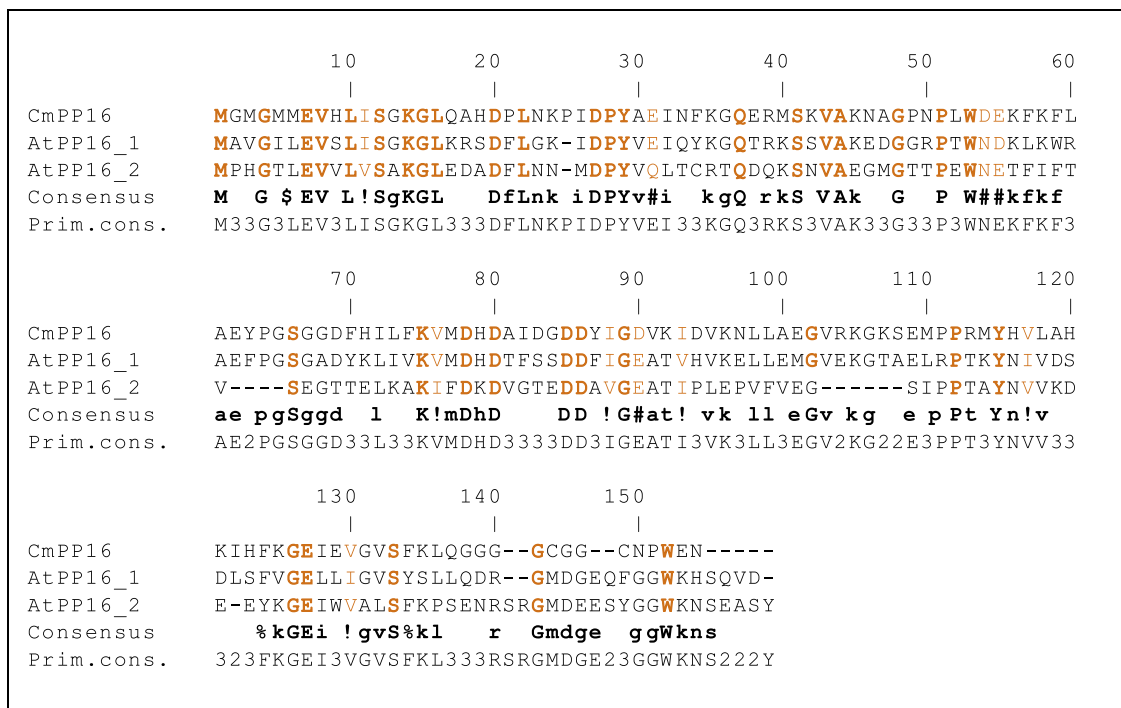 10 20 30 40 50 60
| | | | | |
CmPP16 MGMGMMEVHLISGKGLQAHDPLNKPIDPYAEINFKGQERMSKVAKNAGPNPLWDEKFKFL
AtPP16_1 MAVGILEVSLISGKGLKRSDFLGK-IDPYVEIQYKGQTRKSSVAKEDGGRPTWNDKLKWR
AtPP16_2 MPHGTLEVVLVSAKGLEDADFLNN-MDPYVQLTCRTQDQKSNVAEGMGTTPEWNETFIFT
Consensus M G $ EV L!SgKGL DfLnk iDPYv#i kgQ rkS VAk G P W##kfkf
Prim.cons. M33G3LEV3LISGKGL333DFLNKPIDPYVEI33KGQ3RKS3VAK33G33P3WNEKFKF3
70 80 90 100 110 120
| | | | | |
CmPP16 AEYPGSGGDFHILFKVMDHDAIDGDDYIGDVKIDVKNLLAEGVRKGKSEMPPRMYHVLAH
AtPP16_1 AEFPGSGADYKLIVKVMDHDTFSSDDFIGEATVHVKELLEMGVEKGTAELRPTKYNIVDS
AtPP16_2 V----SEGTTELKAKIFDKDVGTEDDAVGEATIPLEPVFVEG------SIPPTAYNVVKD
Consensus ae pgSggd l K!mDhD DD !G#at! vk ll eGv kg e pPt Yn!v
Prim.cons. AE2PGSGGD33L33KVMDHD3333DD3IGEATI3VK3LL3EGV2KG22E3PPT3YNVV33
130 140 150
| | |
CmPP16 KIHFKGEIEVGVSFKLQGGG--GCGG--CNPWEN-----
AtPP16_1 DLSFVGELLIGVSYSLLQDR--GMDGEQFGGWKHSQVD-
AtPP16_2 E-EYKGEIWVALSFKPSENRSRGMDEESYGGWKNSEASY
Consensus %kGEi !gvS%kl r Gmdge ggWkns
Prim.cons. 323FKGEI3VGVSFKL333RSRGMDGE23GGWKNS222Y